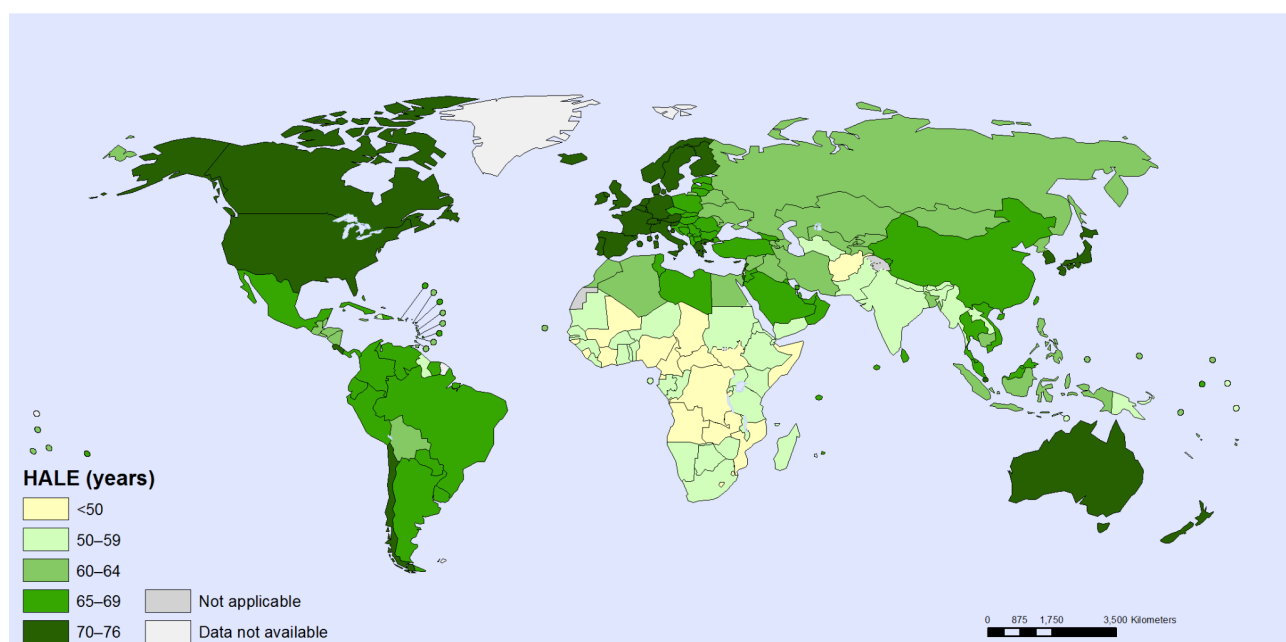 HALE (years)
<50
50–59
60–64
65–69
70–76
Not applicable
Data not available
0 875 1,750 3,500 Kilometers